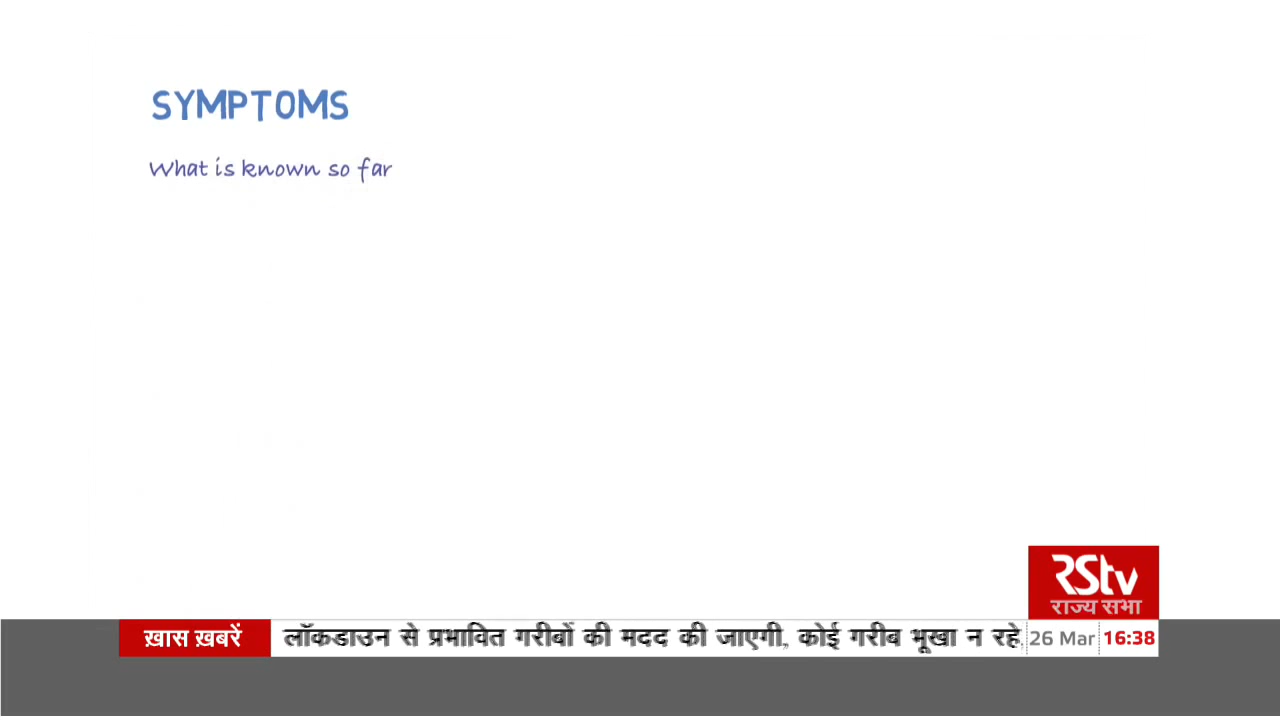 SYMPTOMS
What is known so far
RStv
राज्य सभा
ख़ास ख़बरें
लॉकडाउन से प्रभावित गरीबों की मदद की जाएगी, कोई गरीब भूखा न रहे,
26 Mar
16:38